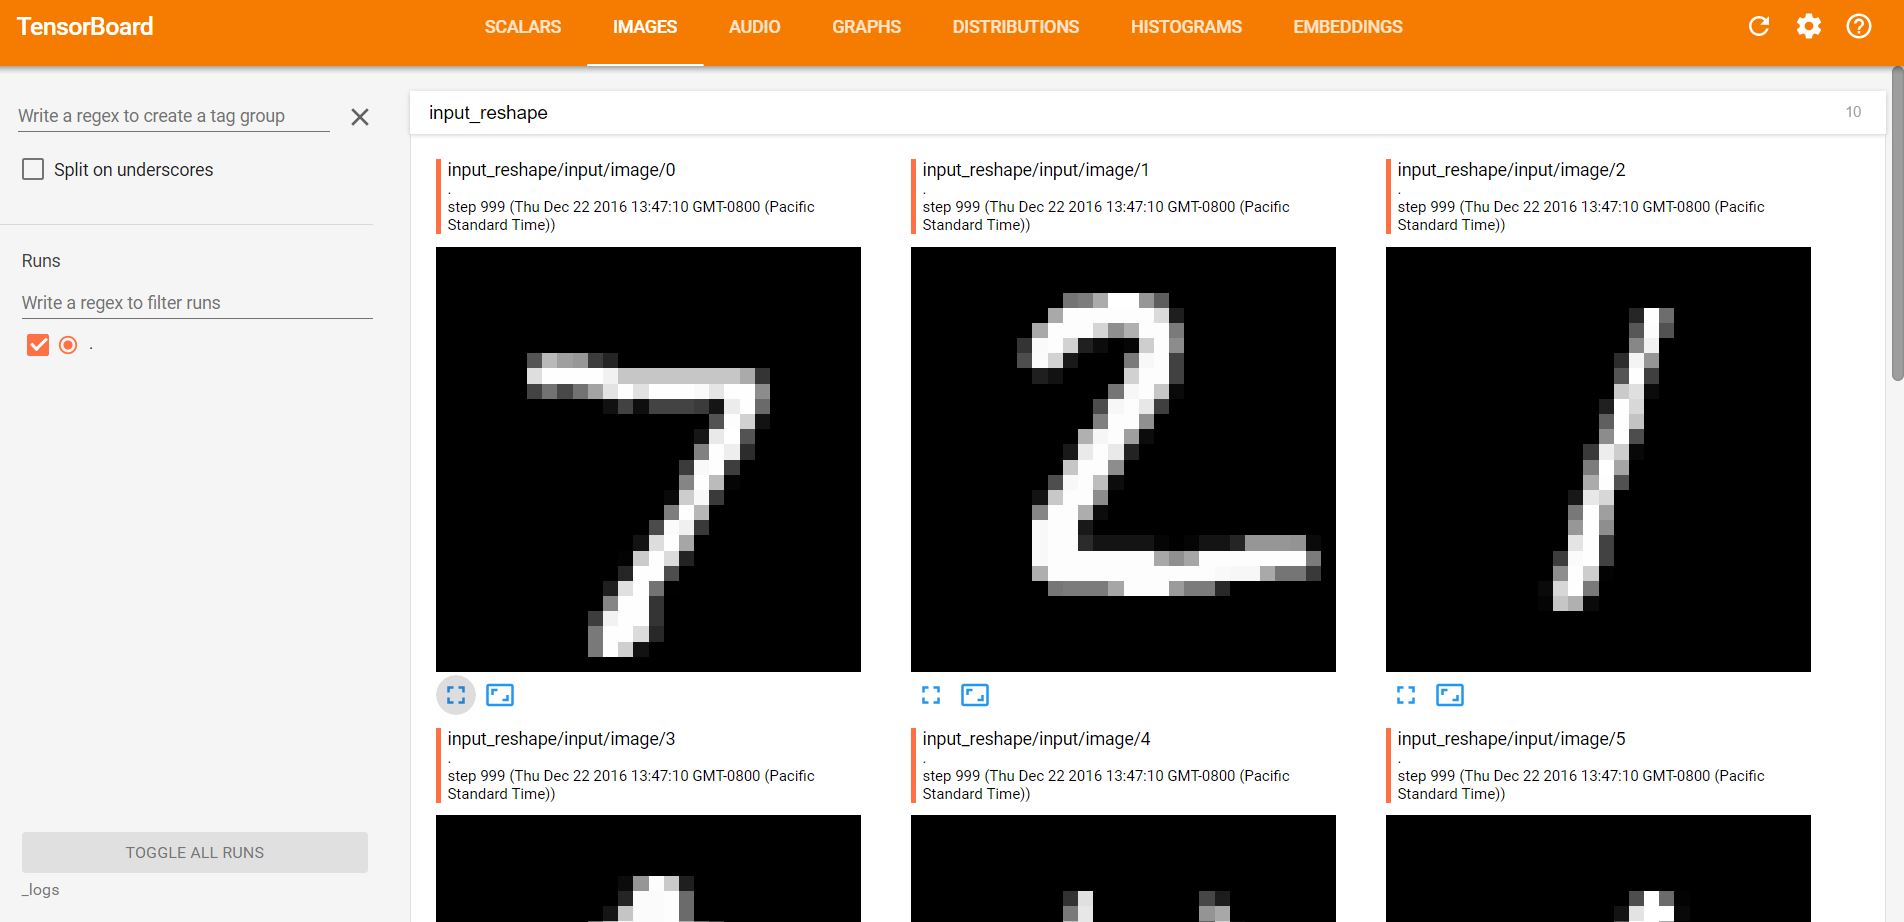 TensorBoard
SCALARS IMAGES AUDIO GRAPHS DISTRIBUTIONS HISTOGRAMS EMBEDDINGS
Write a regex to create a tag group
Split on underscores
Runs
Write a regex to filter runs
.
TOGGLE ALL RUNS
_logs
input_reshape 10
input_reshape/input/image/0
.
step 999 (Thu Dec 22 2016 13:47:10 GMT-0800 (Pacific
Standard Time))
7
input_reshape/input/image/1
.
step 999 (Thu Dec 22 2016 13:47:10 GMT-0800 (Pacific
Standard Time))
2
input_reshape/input/image/2
.
step 999 (Thu Dec 22 2016 13:47:10 GMT-0800 (Pacific
Standard Time))
1
input_reshape/input/image/3
.
step 999 (Thu Dec 22 2016 13:47:10 GMT-0800 (Pacific
Standard Time))
input_reshape/input/image/4
.
step 999 (Thu Dec 22 2016 13:47:10 GMT-0800 (Pacific
Standard Time))
input_reshape/input/image/5
.
step 999 (Thu Dec 22 2016 13:47:10 GMT-0800 (Pacific
Standard Time))